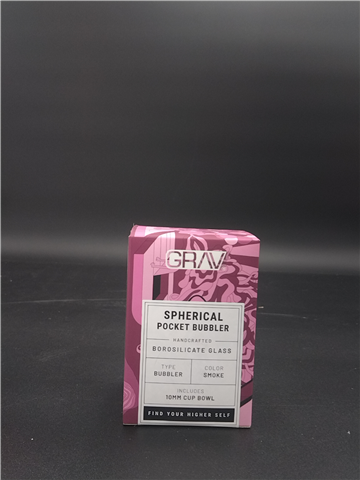 GRAV
SPHERICAL
POCKET BUBBLER
HANDCRAFTED
BOROSILICATE GLASS
TYPE
BUBBLER
COLOR
SMOKE
INCLUDES
10MM CUP BOWL
FIND YOUR HIGHER SELF